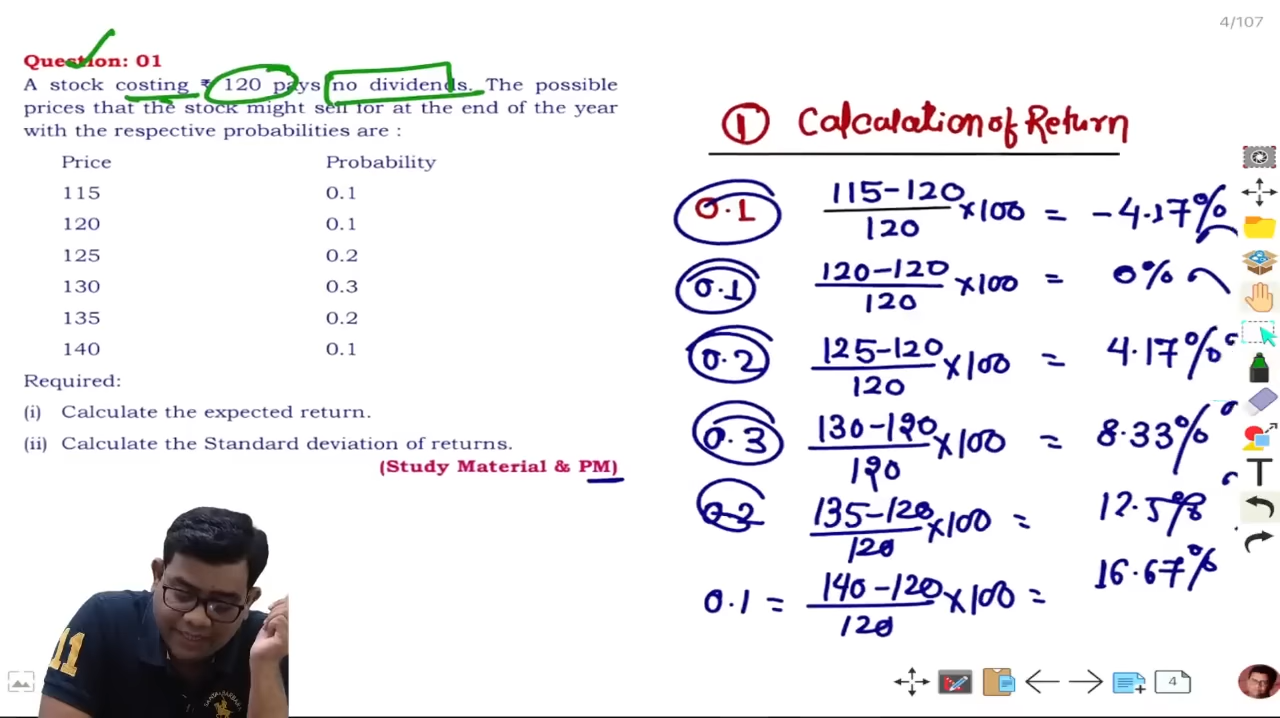 4/107
Question: 01
A stock costing ₹ 120 pays no dividends. The possible
prices that the stock might sell for at the end of the year
with the respective probabilities are :
Price Probability
115 0.1
120 0.1
125 0.2
130 0.3
135 0.2
140 0.1
Required:
(i) Calculate the expected return.
(ii) Calculate the Standard deviation of returns.
(Study Material & PM)
11
① Calculation of Return
0.1 115-120/120 ×100 = -4.17%
0.1 120-120/120 ×100 = 0%
0.2 125-120/120 ×100 = 4.17%
0.3 130-120/120 ×100 = 8.33%
0.2 135-120/120 ×100 = 12.5%
0.1 = 140-120/120 ×100 = 16.67%
T
4